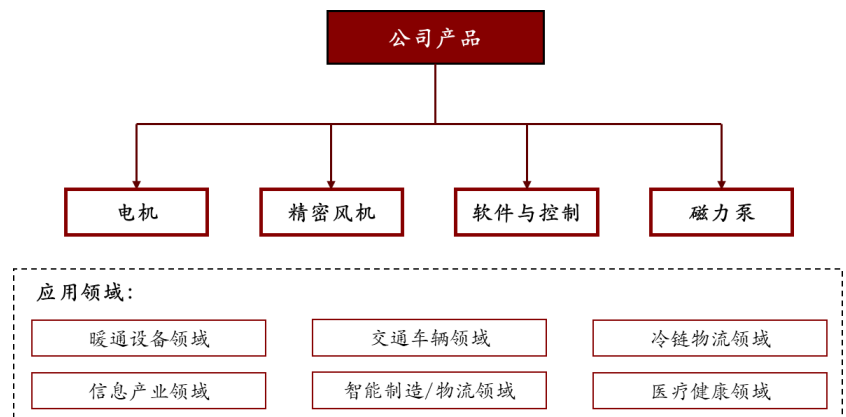 公司产品
电机
精密风机
软件与控制
磁力泵
应用领域：
暖通设备领域
交通车辆领域
冷链物流领域
信息产业领域
智能制造/物流领域
医疗健康领域